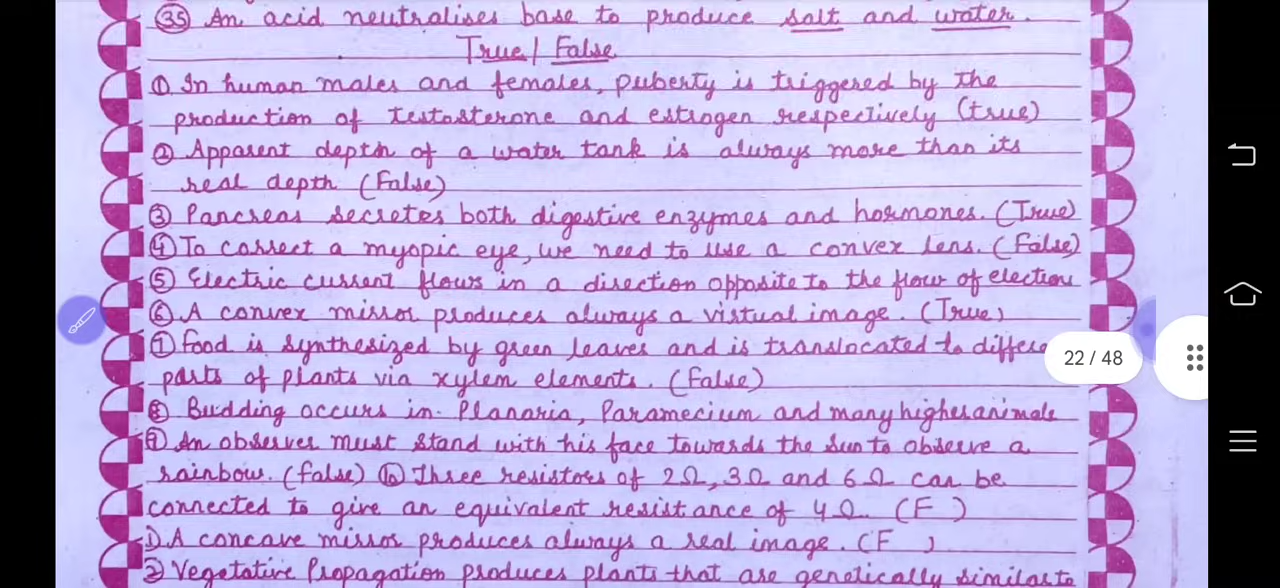 (35) An acid neutralises base to produce salt and water.
True / False
(1) In human males and females, puberty is triggered by the
production of testosterone and estrogen respectively (true)
(2) Apparent depth of a water tank is always more than its
real depth (False)
(3) Pancreas secretes both digestive enzymes and hormones. (True)
(4) To correct a myopic eye, we need to use a convex lens. (False)
(5) Electric current flows in a direction opposite to the flow of election
(6) A convex mirror produces always a virtual image. (True)
(7) food is synthesized by green leaves and is translocated to differe
22 / 48
parts of plants via xylem elements. (False)
(8) Budding occurs in Planaria, Paramecium and many higher animals
(9) An observer must stand with his face towards the Sun to observe a
rainbow. (false) (10) Three resistors of 2Ω, 3Ω and 6Ω can be
connected to give an equivalent resistance of 4Ω. (F )
1) A concave mirror produces always a real image. (F )
2) Vegetative Propagation produces plants that are genetically similar to